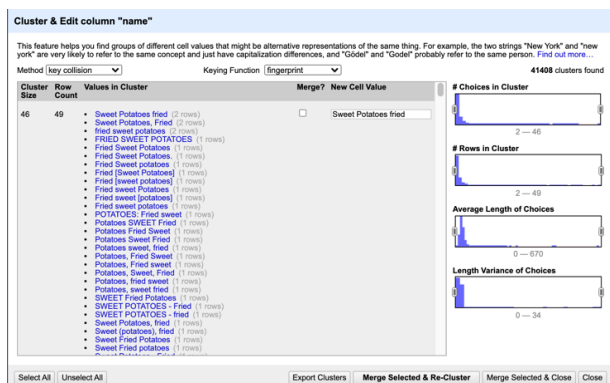 Cluster & Edit column "name"
This feature helps you find groups of different cell values that might be alternative representations of the same thing. For example, the two strings "New York" and "new
york" are very likely to refer to the same concept and just have capitalization differences, and "Gödel" and "Godel" probably refer to the same person. Find out more...
Method key collision Keying Function fingerprint 41408 clusters found
Cluster Size Row Count Values in Cluster Merge? New Cell Value
46 49 • Sweet Potatoes fried (2 rows) Sweet Potatoes fried
• Sweet Potatoes, Fried (2 rows)
• fried sweet potatoes (2 rows)
• FRIED SWEET POTATOES (1 rows)
• Fried Sweet Potatoes (1 rows)
• Fried Sweet Potatoes. (1 rows)
• Fried Sweet potatoes (1 rows)
• Fried [Sweet Potatoes] (1 rows)
• Fried [sweet potatoes] (1 rows)
• Fried sweet Potatoes (1 rows)
• Fried sweet [potatoes] (1 rows)
• Fried sweet potatoes (1 rows)
• POTATOES: Fried sweet (1 rows)
• Potatoes SWEET Fried (1 rows)
• Potatoes Fried Sweet (1 rows)
• Potatoes Sweet Fried (1 rows)
• Potatoes sweet, fried (1 rows)
• Potatoes, Fried Sweet (1 rows)
• Potatoes, Fried sweet (1 rows)
• Potatoes, Sweet, Fried (1 rows)
• Potatoes, fried sweet (1 rows)
• Potatoes, sweet fried (1 rows)
• SWEET Fried Potatoes (1 rows)
• SWEET POTATOES - Fried (1 rows)
• SWEET POTATOES - fried (1 rows)
• Sweet Potatoes, fried (1 rows)
• Sweet (potatoes), fried (1 rows)
• Sweet Fried Potatoes (1 rows)
• Sweet Fried potatoes (1 rows)
# Choices in Cluster
2 — 46
# Rows in Cluster
2 — 49
Average Length of Choices
0 — 670
Length Variance of Choices
0 — 34
Select All Unselect All Export Clusters Merge Selected & Re-Cluster Merge Selected & Close Close